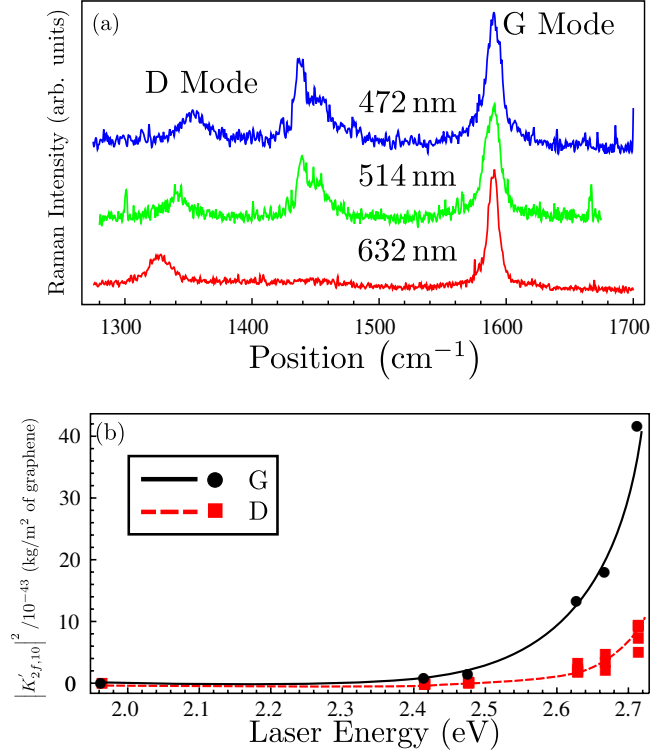 (a)
G Mode
D Mode
472 nm
514 nm
632 nm
Raman Intensity (arb. units)
1300 1400 1500 1600 1700
Position (cm⁻¹)
(b)
G
D
40
30
20
10
0
|K′₂f,₁₀|² /10⁻⁴³ (kg/m² of graphene)
2.0 2.1 2.2 2.3 2.4 2.5 2.6 2.7
Laser Energy (eV)